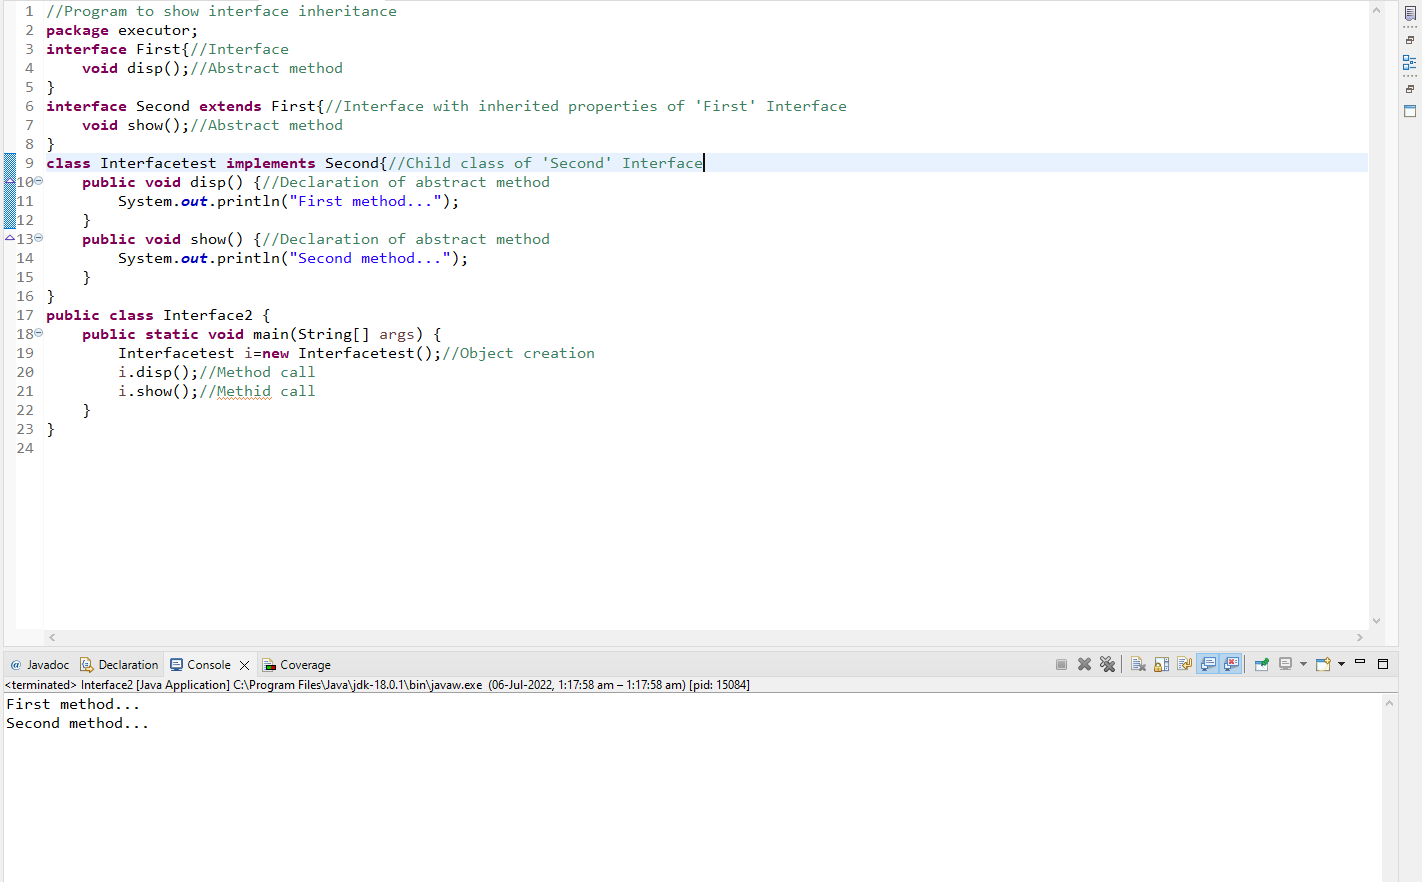 1 //Program to show interface inheritance
2 package executor;
3 interface First{//Interface
4     void disp();//Abstract method
5 }
6 interface Second extends First{//Interface with inherited properties of 'First' Interface
7     void show();//Abstract method
8 }
9 class Interfacetest implements Second{//Child class of 'Second' Interface
10     public void disp() {//Declaration of abstract method
11         System.out.println("First method...");
12     }
13     public void show() {//Declaration of abstract method
14         System.out.println("Second method...");
15     }
16 }
17 public class Interface2 {
18     public static void main(String[] args) {
19         Interfacetest i=new Interfacetest();//Object creation
20         i.disp();//Method call
21         i.show();//Methid call
22     }
23 }
24
@ Javadoc Declaration Console Coverage
<terminated> Interface2 [Java Application] C:\Program Files\Java\jdk-18.0.1\bin\javaw.exe (06-Jul-2022, 1:17:58 am – 1:17:58 am) [pid: 15084]
First method...
Second method...